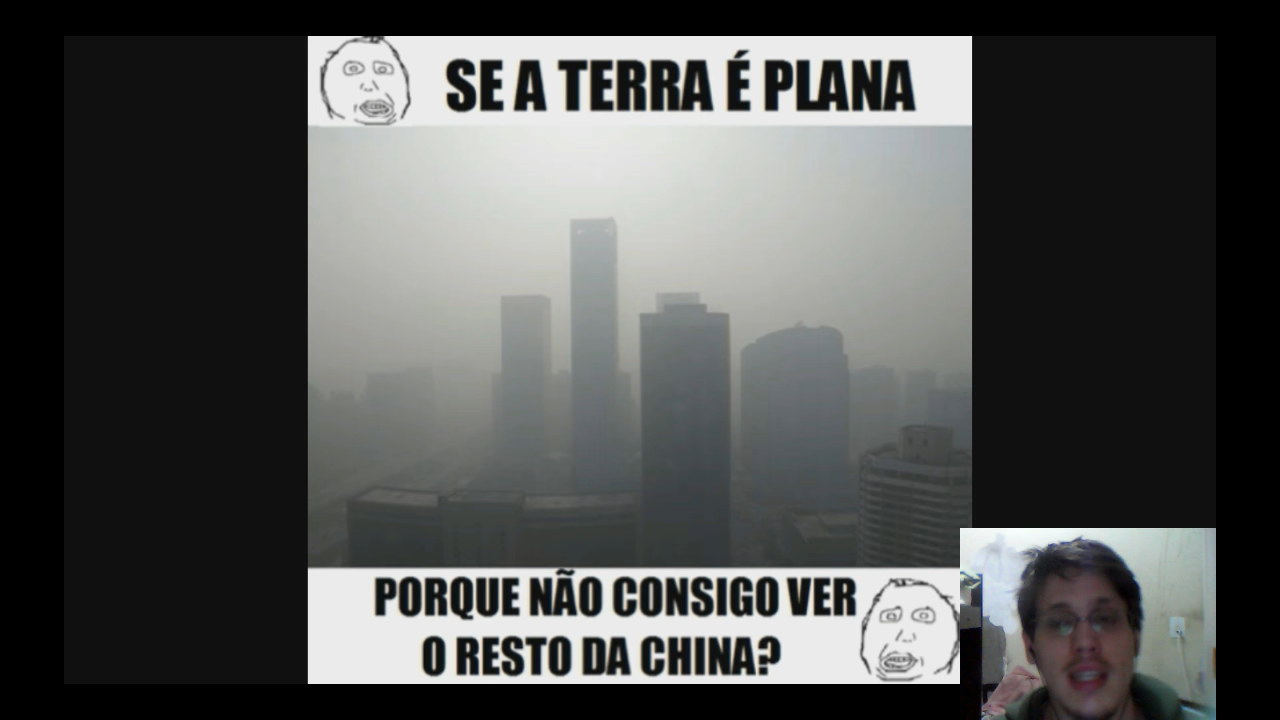 SE A TERRA É PLANA
PORQUE NÃO CONSIGO VER
O RESTO DA CHINA?